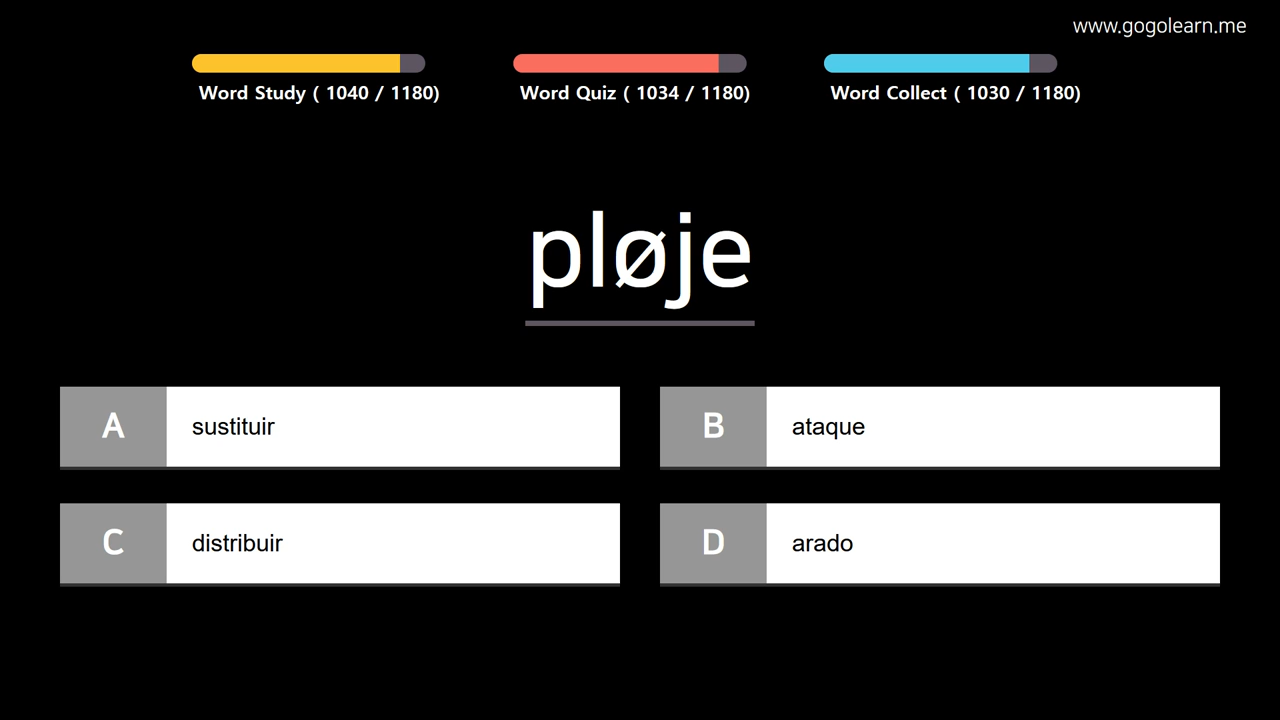 www.gogolearn.me
Word Study ( 1040 / 1180)
Word Quiz ( 1034 / 1180)
Word Collect ( 1030 / 1180)
pløje
A sustituir
B ataque
C distribuir
D arado